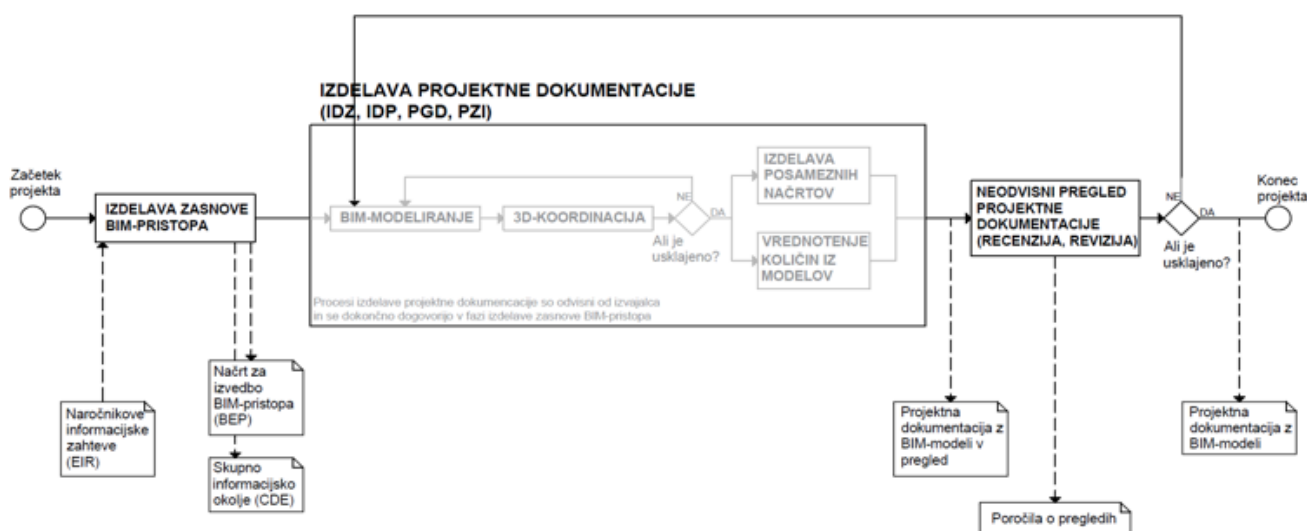 IZDELAVA PROJEKTNE DOKUMENTACIJE
(IDZ, IDP, PGD, PZI)
Začetek
projekta
IZDELAVA ZASNOVE
BIM-PRISTOPA
BIM-MODELIRANJE
3D-KOORDINACIJA
NE
DA
Ali je
usklajeno?
IZDELAVA
POSAMEZNIH
NAČRTOV
VREDNOTENJE
KOLIČIN IZ
MODELOV
Procesi izdelave projektne dokumencacije so odvisni od izvajalca
in se dokončno dogovorijo v fazi izdelave zasnove BIM-pristopa
NEODVISNI PREGLED
PROJEKTNE
DOKUMENTACIJE
(RECENZIJA, REVIZIJA)
NE
DA
Ali je
usklajeno?
Konec
projekta
Naročnikove
informacijske
zahteve
(EIR)
Načrt za
izvedbo
BIM-pristopa
(BEP)
Skupno
informacijsko
okolje (CDE)
Projektna
dokumentacija z
BIM-modeli v
pregled
Poročila o pregledih
Projektna
dokumentacija z
BIM-modeli